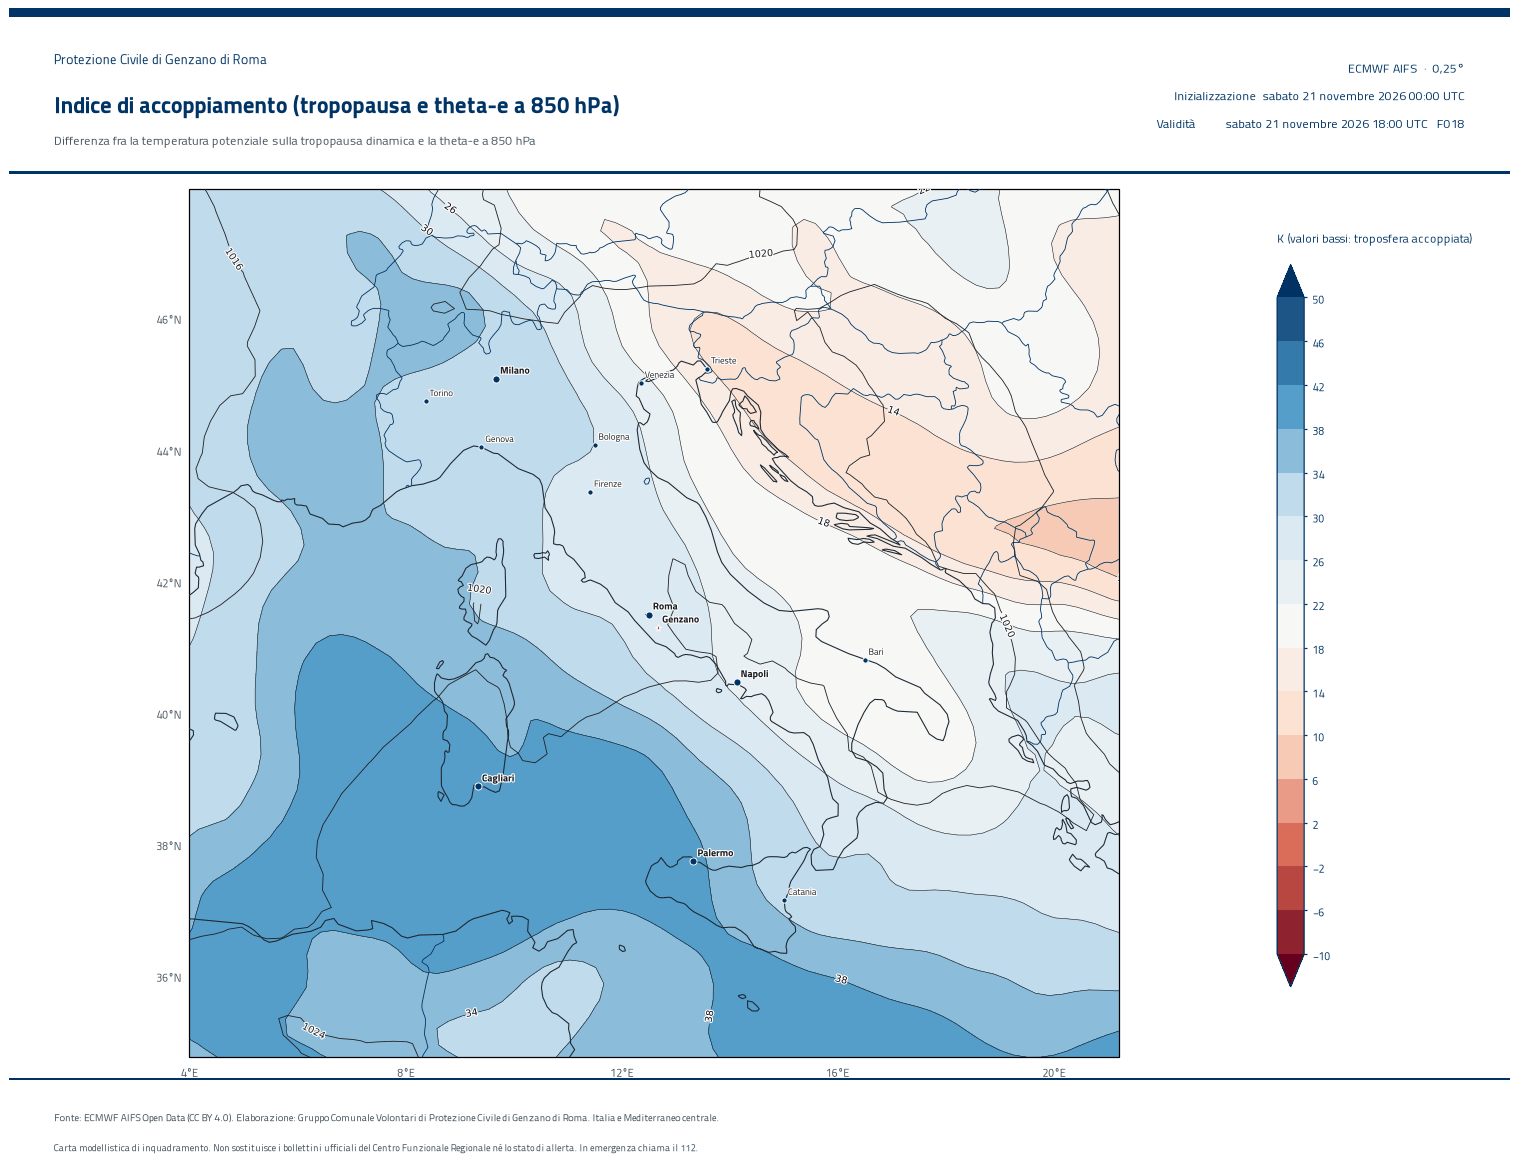 Protezione Civile di Genzano di Roma
Indice di accoppiamento (tropopausa e theta-e a 850 hPa)
Differenza fra la temperatura potenziale sulla tropopausa dinamica e la theta-e a 850 hPa
ECMWF AIFS · 0,25°
Inizializzazione sabato 21 novembre 2026 00:00 UTC
Validità sabato 21 novembre 2026 18:00 UTC F018
K (valori bassi: troposfera accoppiata)
50
46
42
38
34
30
26
22
18
14
10
6
2
−2
−6
−10
46°N
44°N
42°N
40°N
38°N
36°N
4°E
8°E
12°E
16°E
20°E
26
30
1016
1020
Milano
Torino
Genova
Venezia
Trieste
Bologna
Firenze
14
18
1020
Roma
Genzano
1020
Bari
Napoli
Cagliari
Palermo
Catania
38
34
38
1024
Fonte: ECMWF AIFS Open Data (CC BY 4.0). Elaborazione: Gruppo Comunale Volontari di Protezione Civile di Genzano di Roma. Italia e Mediterraneo centrale.
Carta modellistica di inquadramento. Non sostituisce i bollettini ufficiali del Centro Funzionale Regionale né lo stato di allerta. In emergenza chiama il 112.